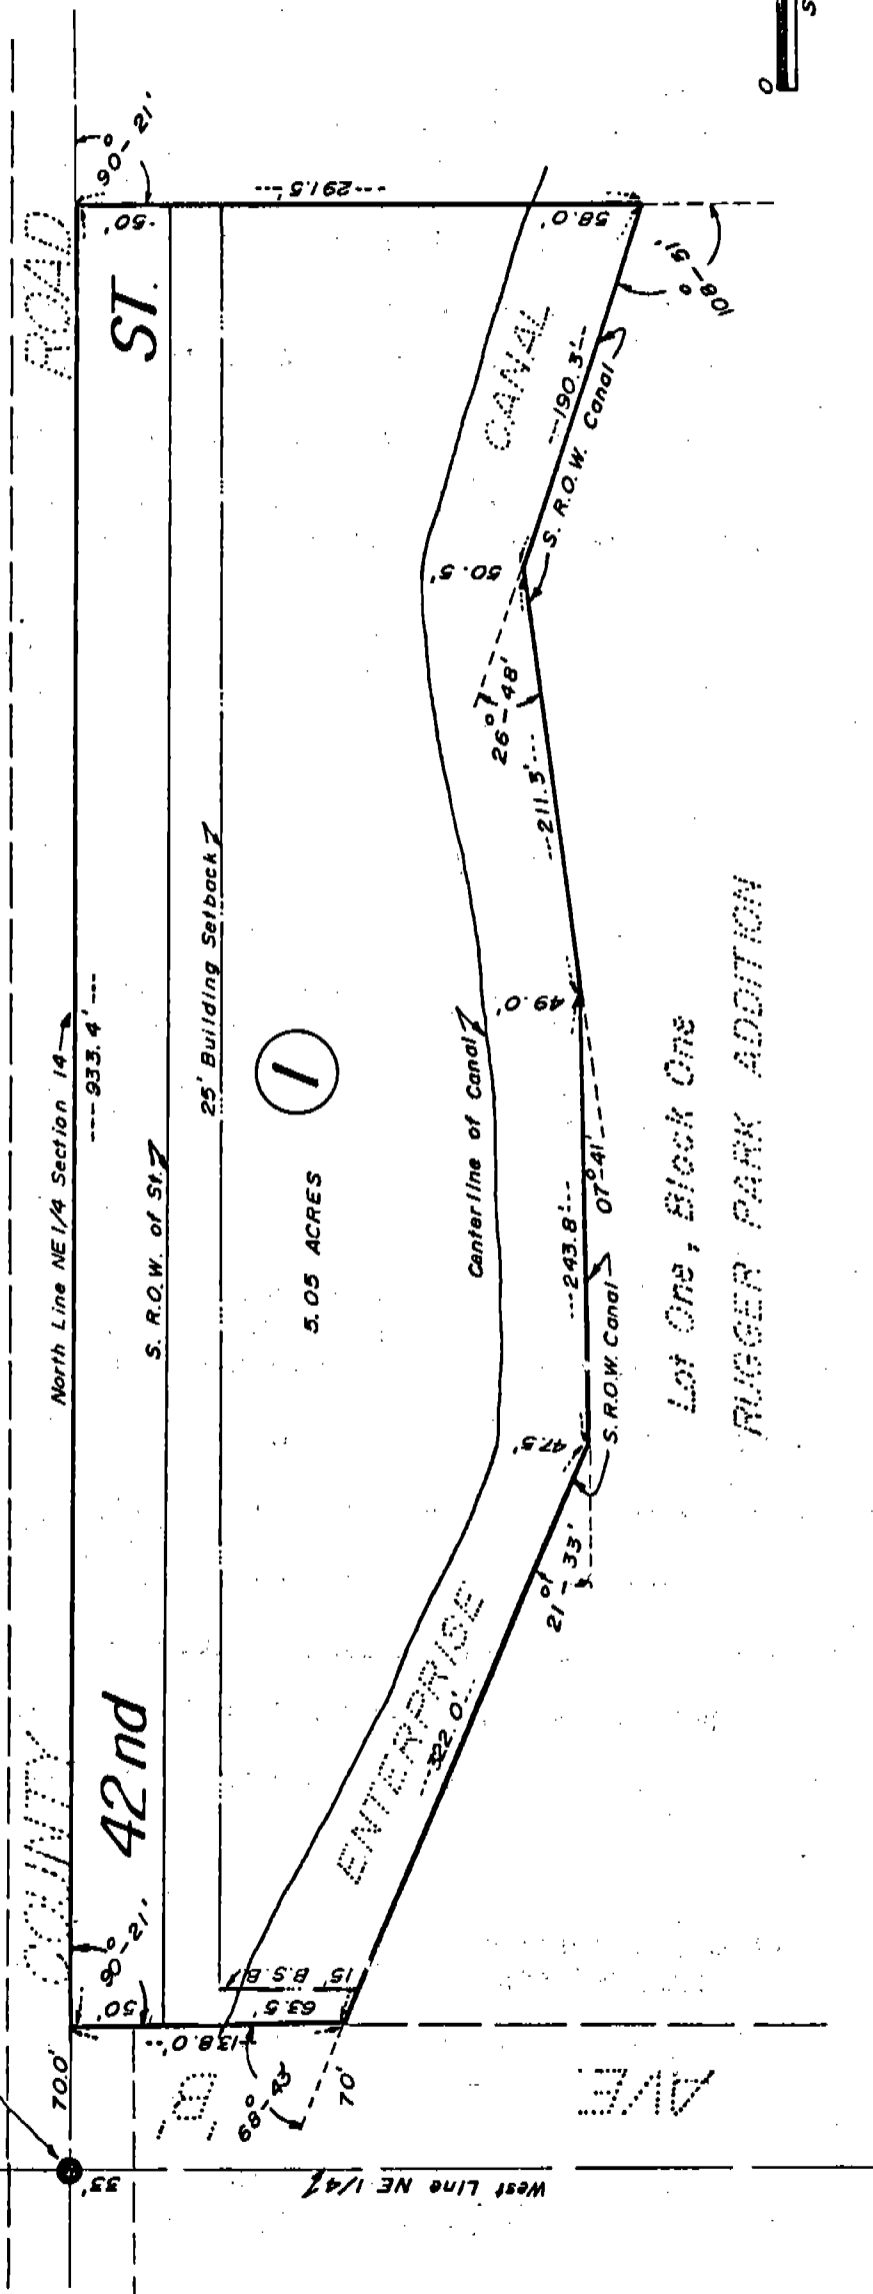 COUNTY ROAD
North Line NE 1/4 Section 14
70.0'
---933.4'---
33'
90°-21'
90°-21'
50'
50'
42nd ST.
S. R.O.W. of St.
25' Building Setback
1
5.05 ACRES
---291.5'---
58.0'
108°-51'
138.0'
63.5'
15' B.S.B.
68°-43'
70'
"B" AVE
West Line NE 1/4
ENTERPRISE CANAL
Centerline of Canal
---322.0'---
21°-33'
47.5'
---243.8'---
S. R.O.W. Canal
07°-41'
49.0'
---211.3'---
26°-48'
50.5'
---190.3'---
S. R.O.W. Canal
Lot One, Block One
RUGGER PARK ADDITION
0